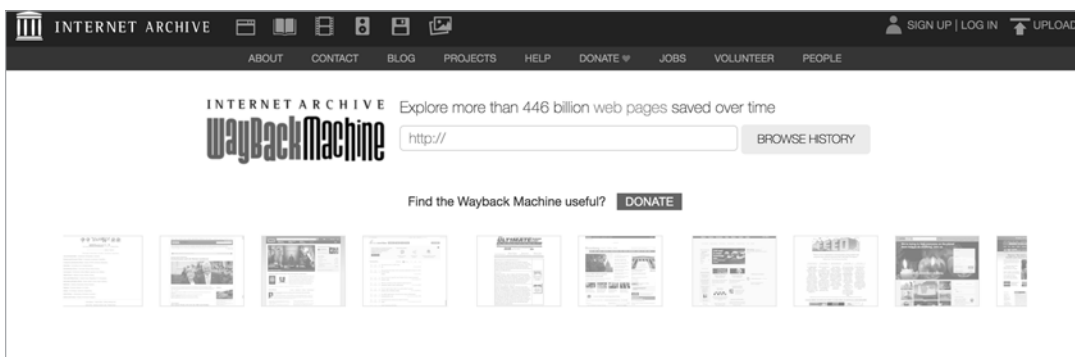 INTERNET ARCHIVE
SIGN UP | LOG IN
UPLOAD
ABOUT CONTACT BLOG PROJECTS HELP DONATE ♥ JOBS VOLUNTEER PEOPLE
INTERNET ARCHIVE
WayBackMachine
Explore more than 446 billion web pages saved over time
http://
BROWSE HISTORY
Find the Wayback Machine useful? DONATE
ULTIMATE